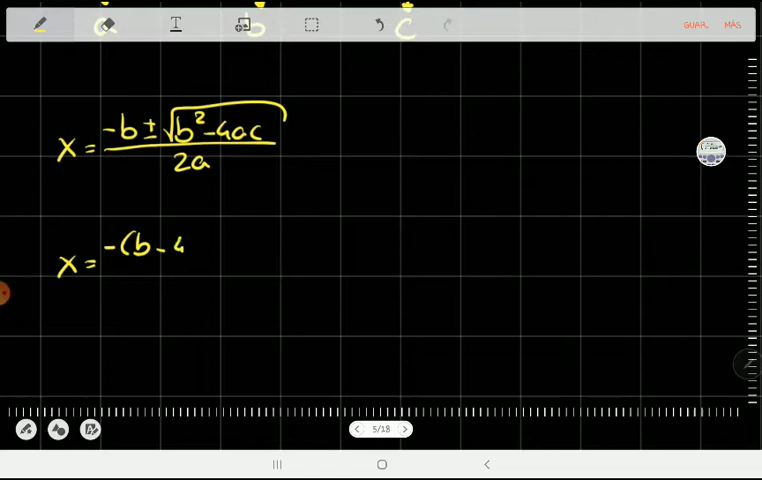 T
GUAR. MÁS
a b c
x = -b ± √b² - 4ac
2a
x = -(b - 4
5/18